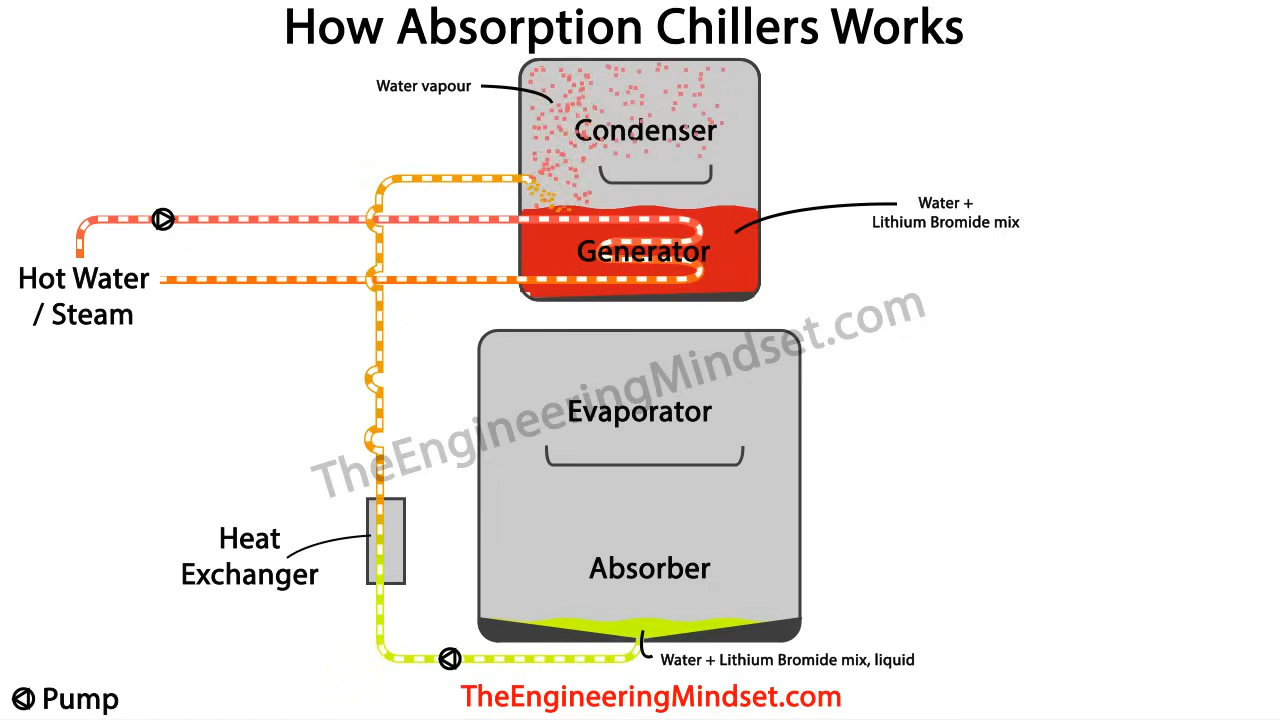 How Absorption Chillers Works
Water vapour
Condenser
Water +
Lithium Bromide mix
Generator
Hot Water
/ Steam
TheEngineeringMindset.com
Evaporator
Heat
Exchanger
Absorber
Water + Lithium Bromide mix, liquid
Pump
TheEngineeringMindset.com